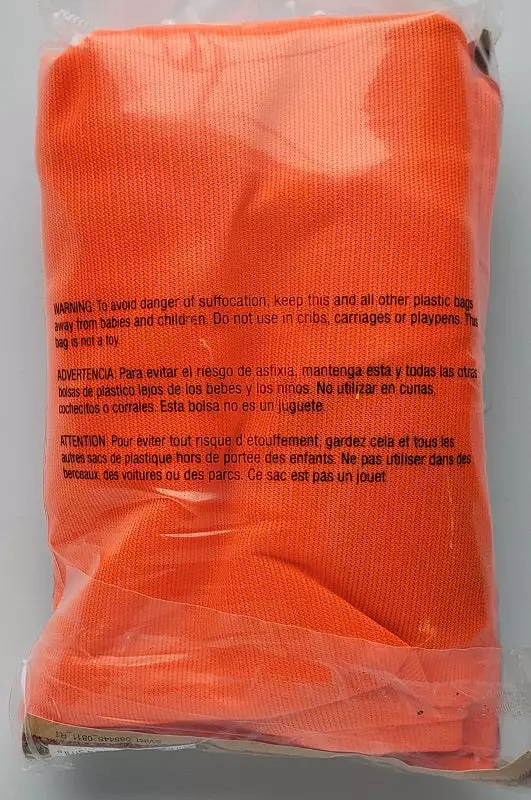 WARNING: To avoid danger of suffocation, keep this and all other plastic bags
away from babies and children. Do not use in cribs, carriages or playpens. This
bag is not a toy.
ADVERTENCIA: Para evitar el riesgo de asfixia, mantenga esta y todas las otras
bolsas de plastico lejos de los bebes y los niños. No utilizar en cunas,
cochecitos o corrales. Esta bolsa no es un juguete.
ATTENTION: Pour eviter tout risque d'etouffement, gardez cela et tous les
autres sacs de plastique hors de portee des enfants. Ne pas utiliser dans des
berceaux, des voitures ou des parcs. Ce sac est pas un jouet.